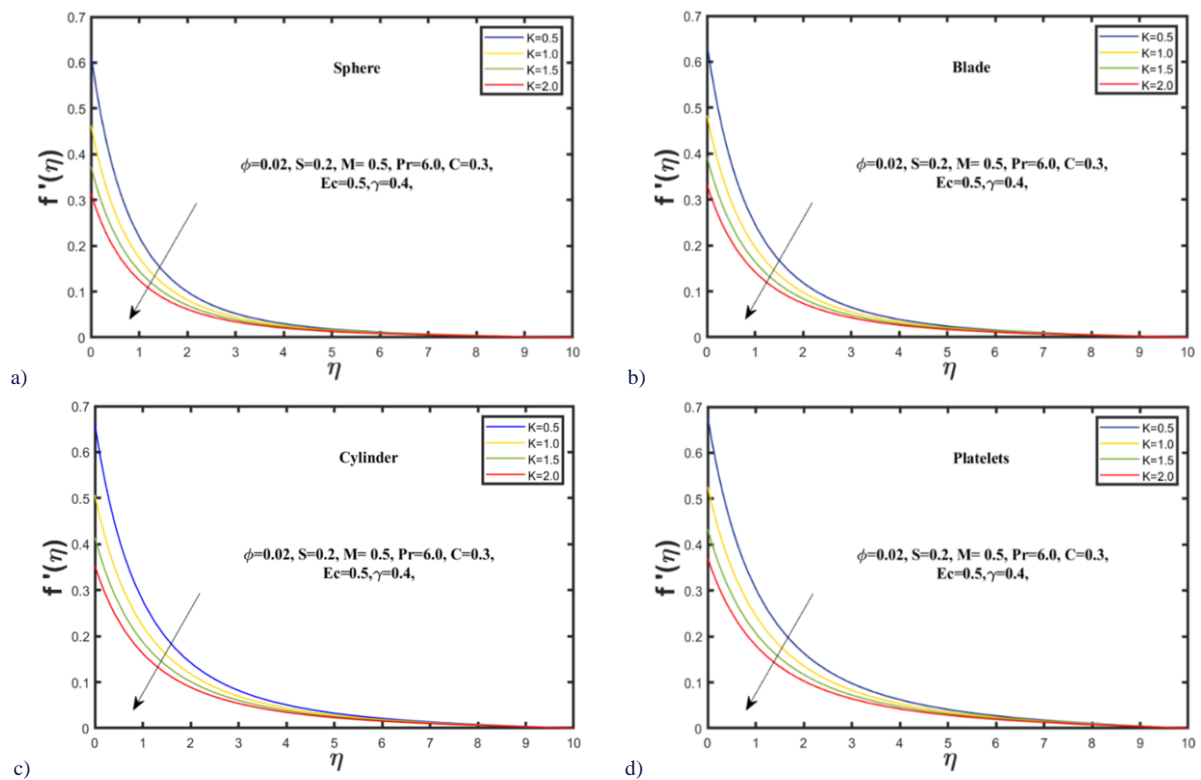 Sphere
K=0.5
K=1.0
K=1.5
K=2.0
ϕ=0.02, S=0.2, M= 0.5, Pr=6.0, C=0.3,
Ec=0.5,γ=0.4,
f '(η)
0.7
0.6
0.5
0.4
0.3
0.2
0.1
0
0 1 2 3 4 5 6 7 8 9 10
η
a)
Blade
K=0.5
K=1.0
K=1.5
K=2.0
ϕ=0.02, S=0.2, M= 0.5, Pr=6.0, C=0.3,
Ec=0.5,γ=0.4,
f '(η)
0.7
0.6
0.5
0.4
0.3
0.2
0.1
0
0 1 2 3 4 5 6 7 8 9 10
η
b)
Cylinder
K=0.5
K=1.0
K=1.5
K=2.0
ϕ=0.02, S=0.2, M= 0.5, Pr=6.0, C=0.3,
Ec=0.5,γ=0.4,
f '(η)
0.7
0.6
0.5
0.4
0.3
0.2
0.1
0
0 1 2 3 4 5 6 7 8 9 10
η
c)
Platelets
K=0.5
K=1.0
K=1.5
K=2.0
ϕ=0.02, S=0.2, M= 0.5, Pr=6.0, C=0.3,
Ec=0.5,γ=0.4,
f '(η)
0.7
0.6
0.5
0.4
0.3
0.2
0.1
0
0 1 2 3 4 5 6 7 8 9 10
η
d)